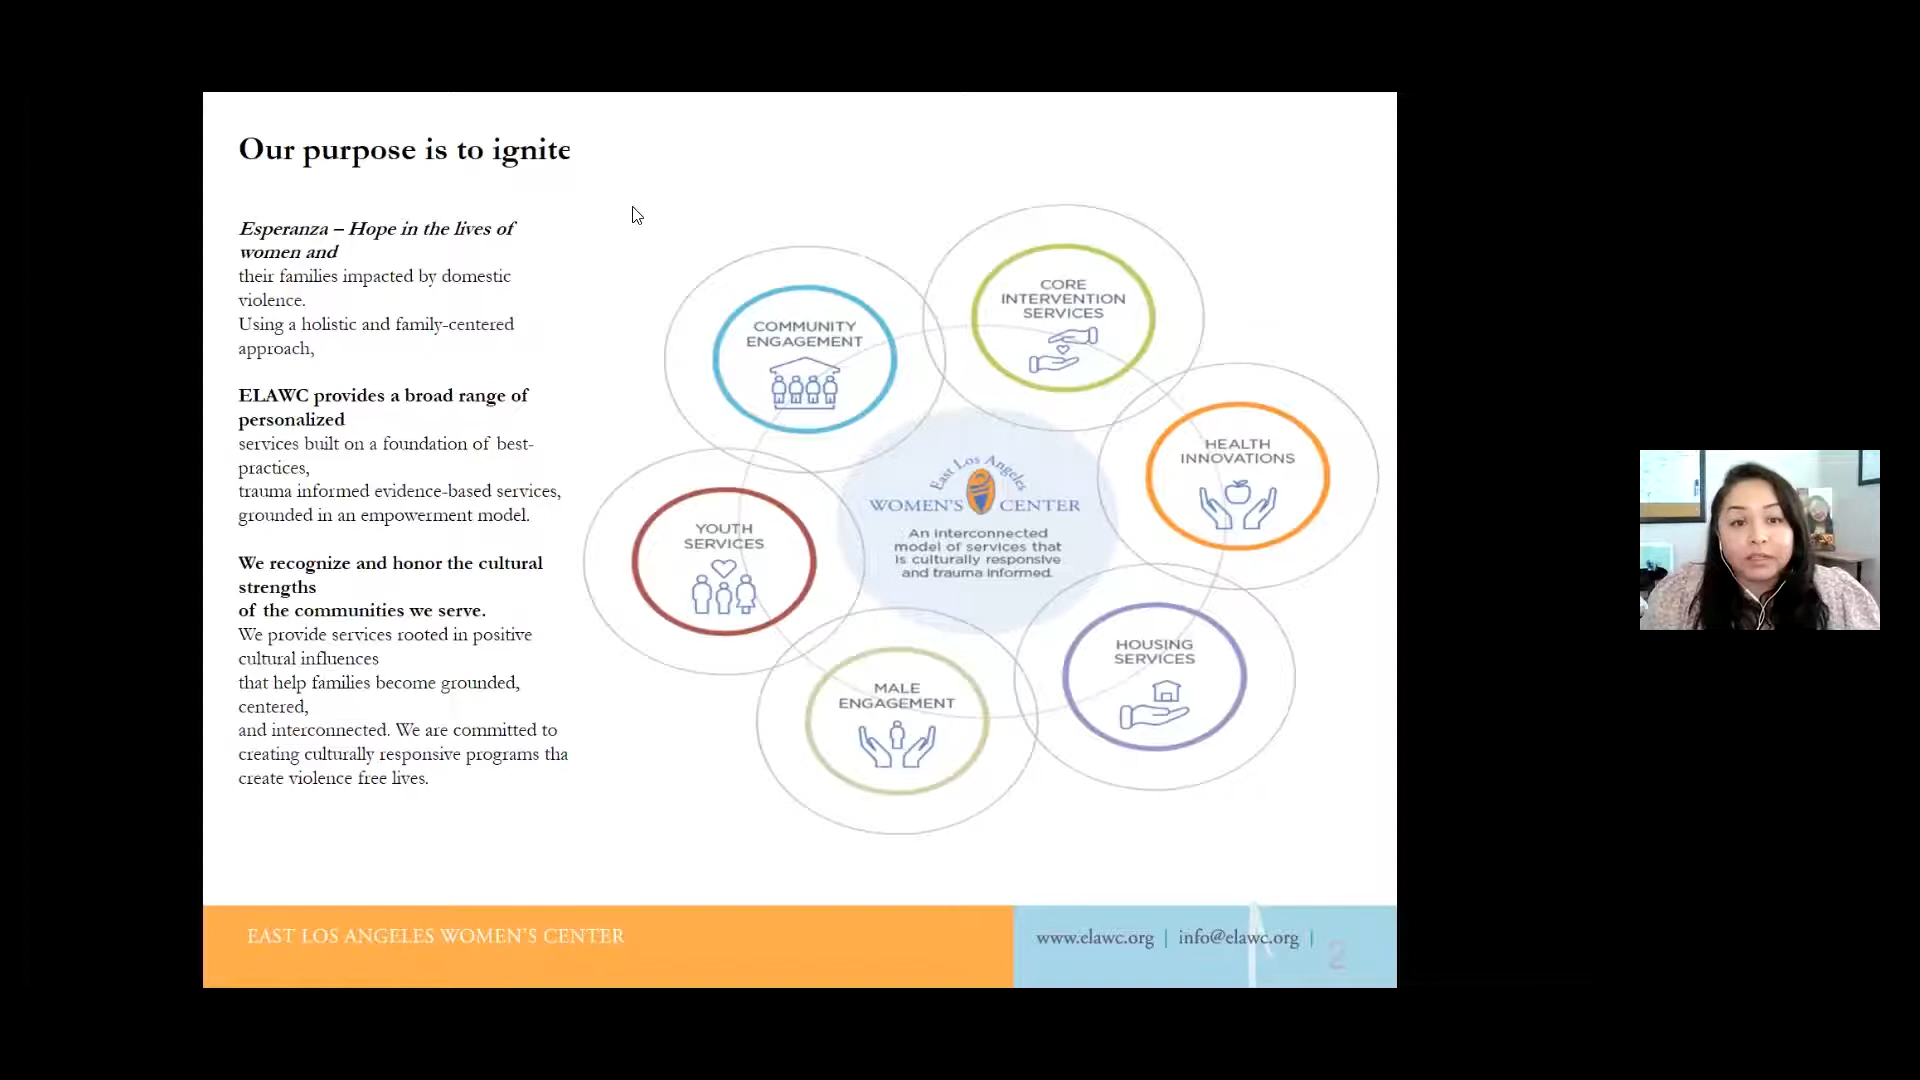 Our purpose is to ignite
Esperanza – Hope in the lives of
women and
their families impacted by domestic
violence.
Using a holistic and family-centered
approach,
ELAWC provides a broad range of
personalized
services built on a foundation of best-
practices,
trauma informed evidence-based services,
grounded in an empowerment model.
We recognize and honor the cultural
strengths
of the communities we serve.
We provide services rooted in positive
cultural influences
that help families become grounded,
centered,
and interconnected. We are committed to
creating culturally responsive programs tha
create violence free lives.
CORE
INTERVENTION
SERVICES
COMMUNITY
ENGAGEMENT
HEALTH
INNOVATIONS
East Los Angeles
WOMEN'S CENTER
An interconnected
model of services that
is culturally responsive
and trauma informed.
YOUTH
SERVICES
HOUSING
SERVICES
MALE
ENGAGEMENT
EAST LOS ANGELES WOMEN'S CENTER
www.elawc.org | info@elawc.org |
2